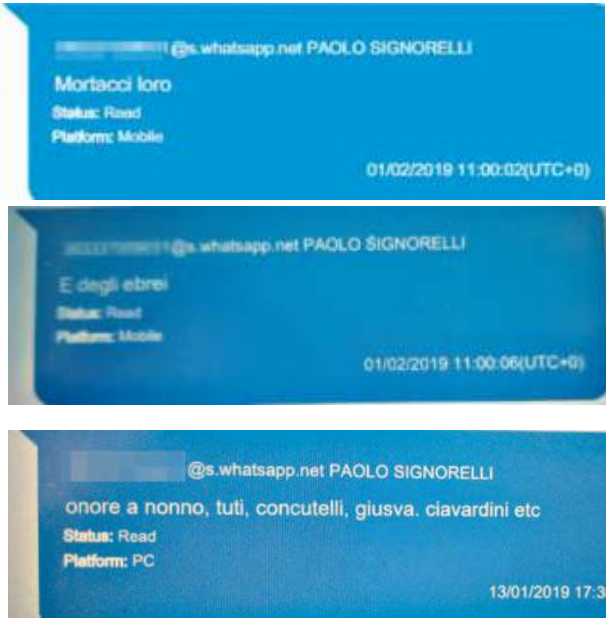 @s.whatsapp.net PAOLO SIGNORELLI
Mortacci loro
Status: Read
Platform: Mobile
01/02/2019 11:00:02(UTC+0)
@s.whatsapp.net PAOLO SIGNORELLI
E degli ebrei
Status: Read
Platform: Mobile
01/02/2019 11:00:06(UTC+0)
@s.whatsapp.net PAOLO SIGNORELLI
onore a nonno, tuti, concutelli, giusva. ciavardini etc
Status: Read
Platform: PC
13/01/2019 17:3